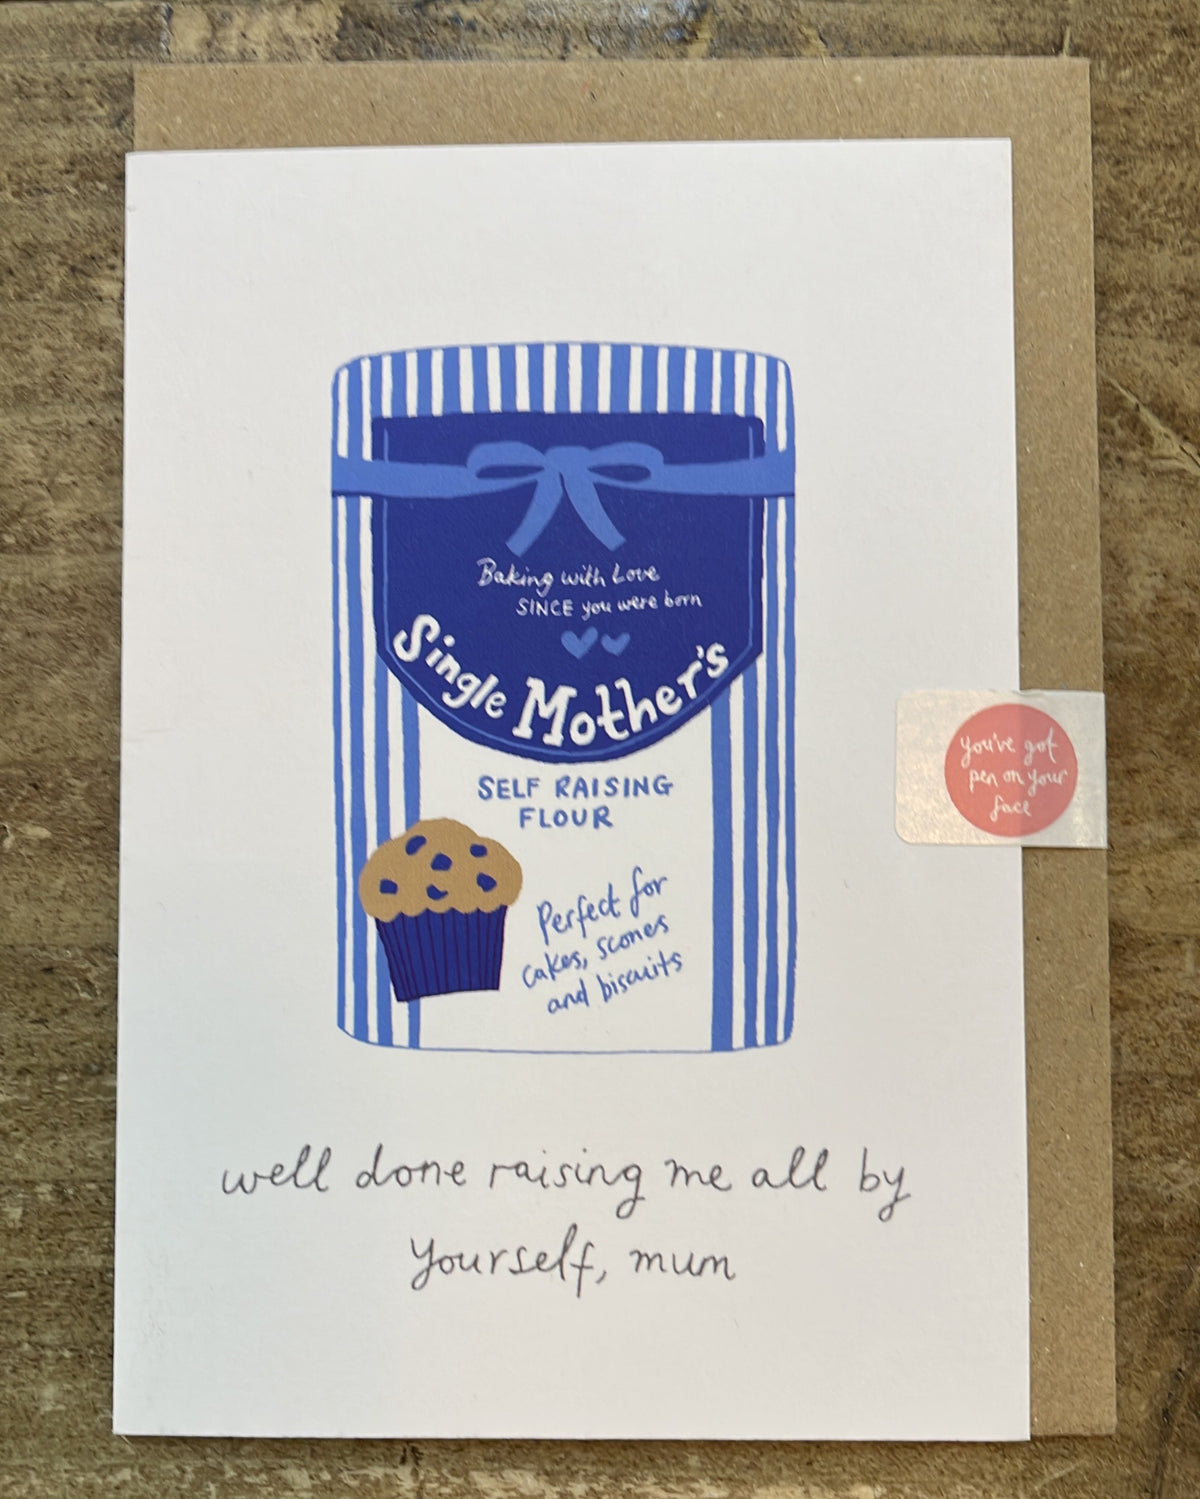 Baking with Love
SINCE you were born
Single Mother's
SELF RAISING
FLOUR
Perfect for
cakes, scones
and biscuits
you've got
pen on your
face
well done raising me all by
yourself, mum